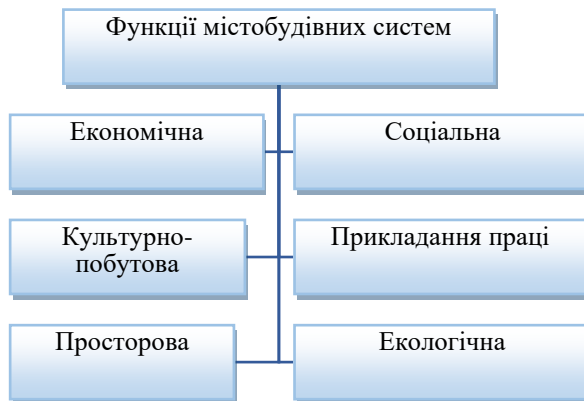 Функції містобудівних систем
Економічна
Соціальна
Культурно-
побутова
Прикладання праці
Просторова
Екологічна